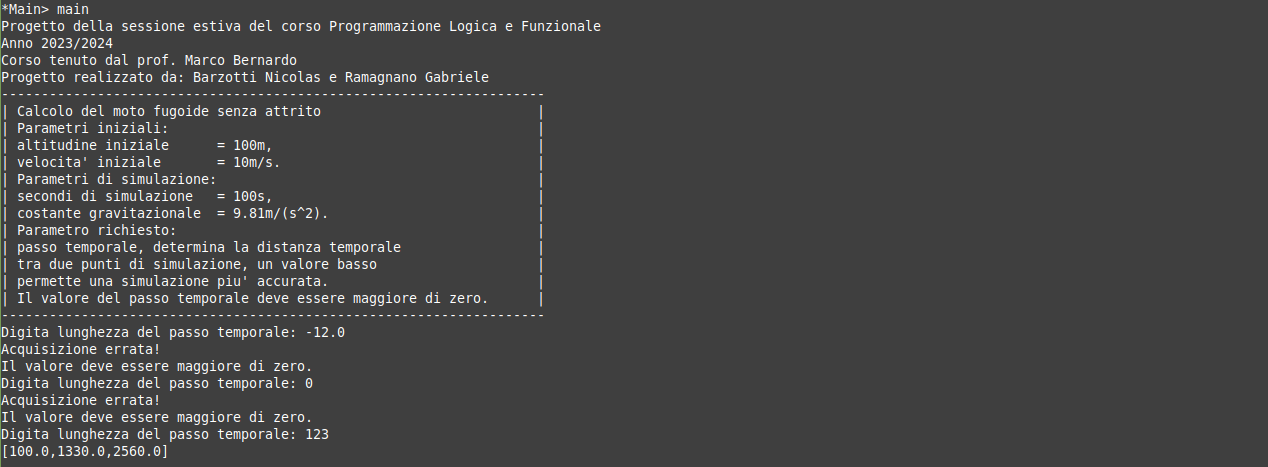 *Main> main
Progetto della sessione estiva del corso Programmazione Logica e Funzionale
Anno 2023/2024
Corso tenuto dal prof. Marco Bernardo
Progetto realizzato da: Barzotti Nicolas e Ramagnano Gabriele
--------------------------------------------------------------------
| Calcolo del moto fugoide senza attrito                           |
| Parametri iniziali:                                              |
| altitudine iniziale      = 100m,                                 |
| velocita' iniziale       = 10m/s.                                |
| Parametri di simulazione:                                        |
| secondi di simulazione   = 100s,                                 |
| costante gravitazionale  = 9.81m/(s^2).                          |
| Parametro richiesto:                                             |
| passo temporale, determina la distanza temporale                 |
| tra due punti di simulazione, un valore basso                    |
| permette una simulazione piu' accurata.                          |
| Il valore del passo temporale deve essere maggiore di zero.      |
--------------------------------------------------------------------
Digita lunghezza del passo temporale: -12.0
Acquisizione errata!
Il valore deve essere maggiore di zero.
Digita lunghezza del passo temporale: 0
Acquisizione errata!
Il valore deve essere maggiore di zero.
Digita lunghezza del passo temporale: 123
[100.0,1330.0,2560.0]